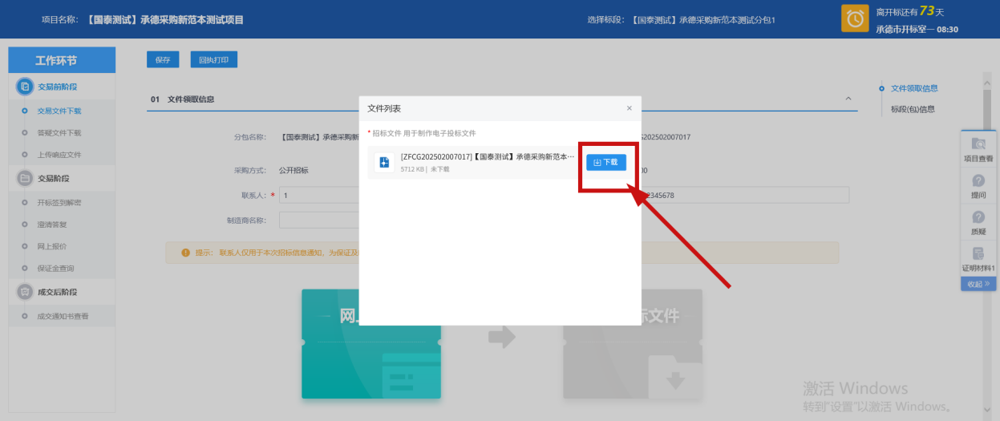 项目名称: 【国泰测试】承德采购新范本测试项目
选择标段: 【国泰测试】承德采购新范本测试分包1
离开标还有 73 天
承德市开标室一 08:30
工作环节
交易前阶段
交易文件下载
答疑文件下载
上传响应文件
交易阶段
开标签到解密
澄清答复
网上报价
保证金查询
成交后阶段
成交通知书查看
保存
回执打印
01 文件领取信息
分包名称: 【国泰测试】承德采购新
202502007017
采购方式: 公开招标
00
联系人: * 1
2345678
制造商名称:
提示: 联系人仅用于本次招标信息通知, 为保证及
网
标文件
文件列表 ×
* 招标文件 用于制作电子投标文件
[ZFCG202502007017]【国泰测试】承德采购新范本···
5712 KB | 未下载
下载
文件领取信息
标段(包)信息
项目查看
提问
质疑
证明材料1
收起
激活 Windows
转到"设置"以激活 Windows。